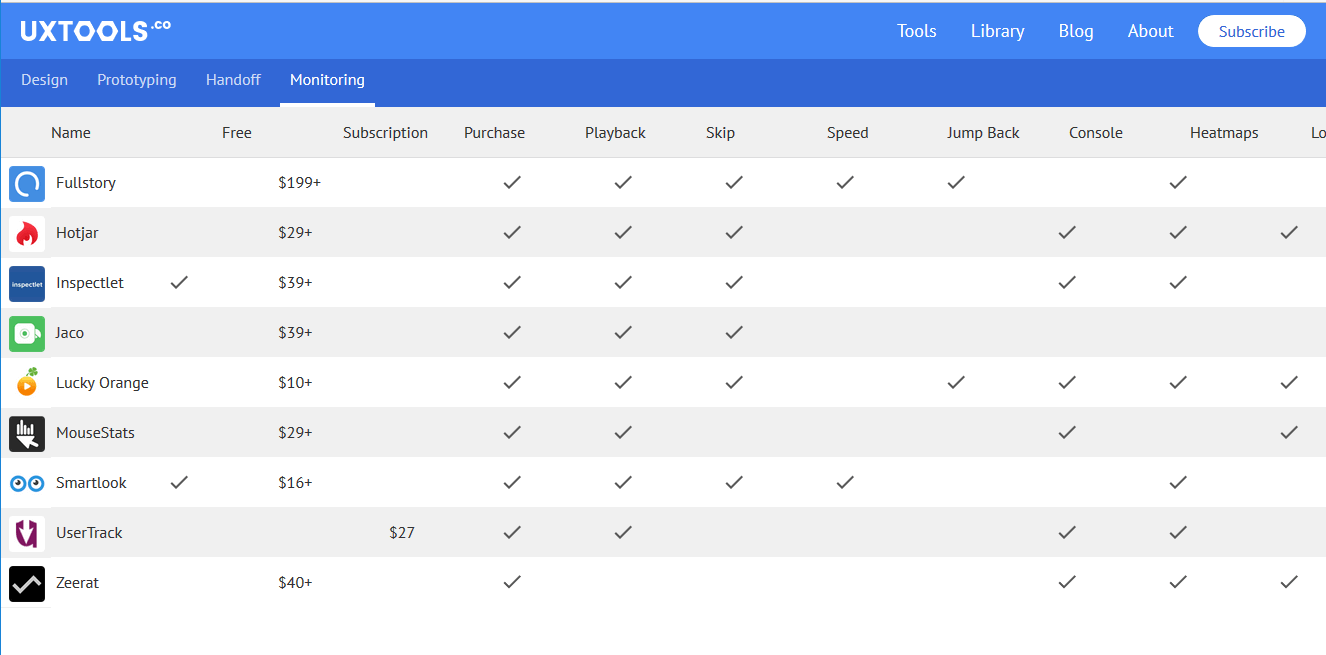 UXTOOLS.co Tools Library Blog About Subscribe
Design Prototyping Handoff Monitoring
Name Free Subscription Purchase Playback Skip Speed Jump Back Console Heatmaps Lo
Fullstory $199+ ✓ ✓ ✓ ✓ ✓ ✓
Hotjar $29+ ✓ ✓ ✓ ✓ ✓ ✓
inspectlet Inspectlet ✓ $39+ ✓ ✓ ✓ ✓ ✓
Jaco $39+ ✓ ✓ ✓
Lucky Orange $10+ ✓ ✓ ✓ ✓ ✓ ✓ ✓
MouseStats $29+ ✓ ✓ ✓ ✓
Smartlook ✓ $16+ ✓ ✓ ✓ ✓ ✓
UserTrack $27 ✓ ✓ ✓ ✓
Zeerat $40+ ✓ ✓ ✓ ✓